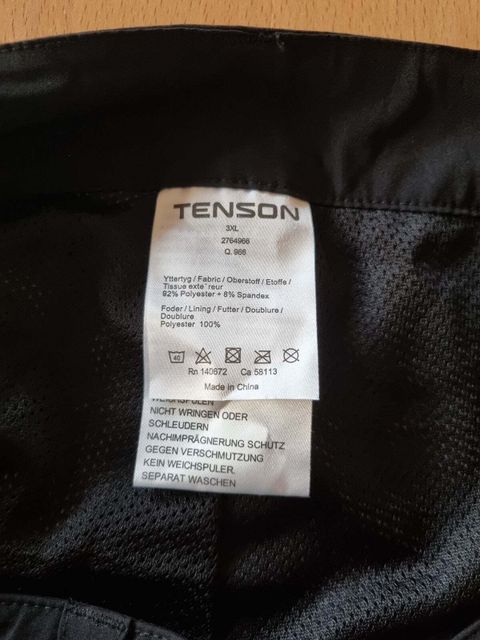 TENSON
3XL
2764966
Q. 966
Yttertyg / Fabric / Oberstoff / Etoffe /
Tissue exte´reur
92% Polyester + 8% Spandex
Foder / Lining / Futter / Doublure /
Doublure
Polyester 100%
40
Rn 140672 Ca 58113
Made in China
WEICHSPÜLEN
NICHT WRINGEN ODER
SCHLEUDERN
NACHIMPRÄGNERUNG SCHÜTZ
GEGEN VERSCHMUTZUNG
KEIN WEICHSPULER.
SEPARAT WASCHEN